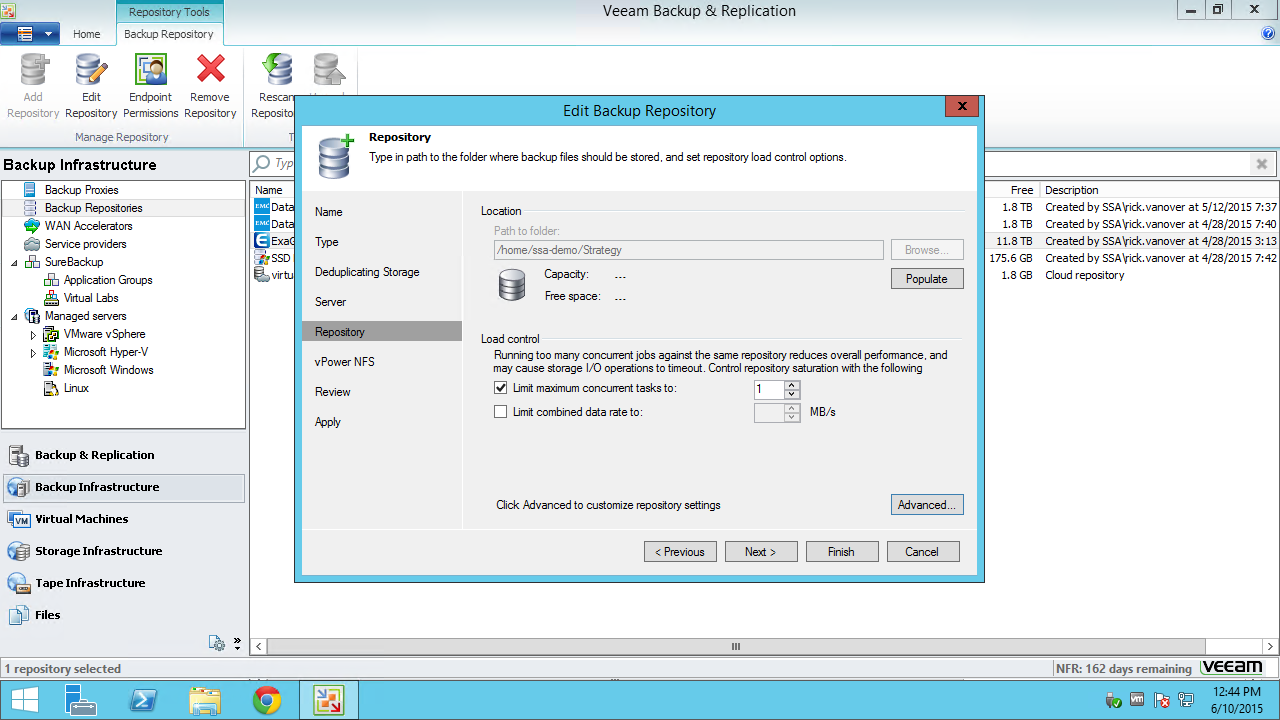 Repository Tools
Veeam Backup & Replication
Home
Backup Repository
Add Repository
Edit Repository
Endpoint Permissions
Remove Repository
Rescan
Manage Repository
Edit Backup Repository
Repository
Type in path to the folder where backup files should be stored, and set repository load control options.
Name
Type
Deduplicating Storage
Server
Repository
vPower NFS
Review
Apply
Location
Path to folder:
/home/ssa-demo/Strategy
Browse...
Capacity: ---
Populate
Free space: ---
Load control
Running too many concurrent jobs against the same repository reduces overall performance, and
may cause storage I/O operations to timeout. Control repository saturation with the following
Limit maximum concurrent tasks to: 1
Limit combined data rate to: MB/s
Click Advanced to customize repository settings
Advanced...
< Previous
Next >
Finish
Cancel
Backup Infrastructure
Backup Proxies
Backup Repositories
WAN Accelerators
Service providers
SureBackup
Application Groups
Virtual Labs
Managed servers
VMware vSphere
Microsoft Hyper-V
Microsoft Windows
Linux
Backup & Replication
Backup Infrastructure
Virtual Machines
Storage Infrastructure
Tape Infrastructure
Files
Name
Free
Description
Data
1.8 TB
Created by SSA\rick.vanover at 5/12/2015 7:37
Data
1.8 TB
Created by SSA\rick.vanover at 4/28/2015 7:40
ExaG
11.8 TB
Created by SSA\rick.vanover at 4/28/2015 3:13
SSD
175.6 GB
Created by SSA\rick.vanover at 4/28/2015 7:42
virtu
1.8 GB
Cloud repository
1 repository selected
NFR: 162 days remaining
veeam
12:44 PM
6/10/2015